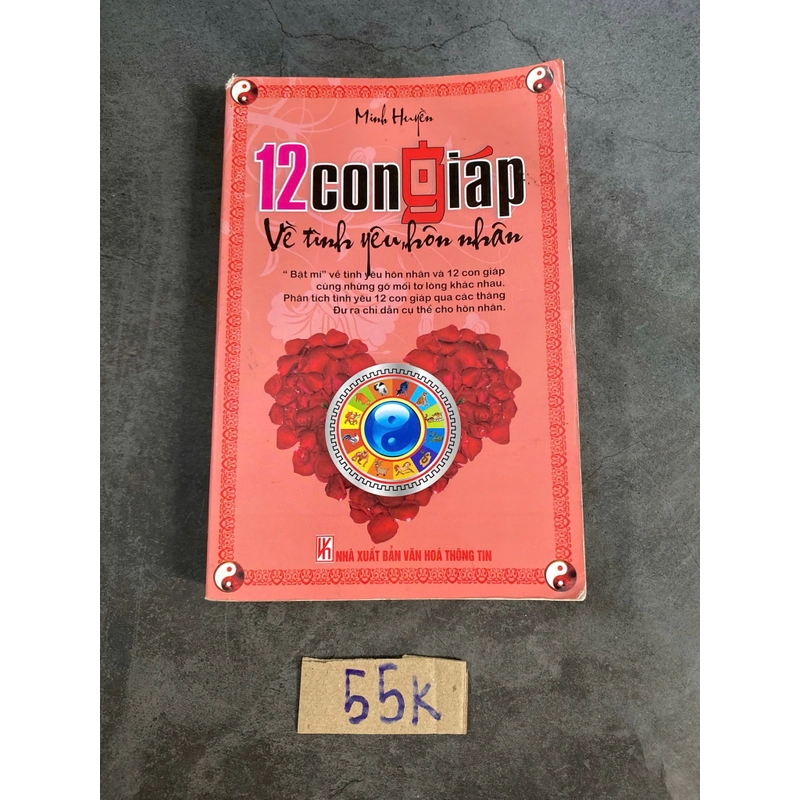 Minh Huyền
12 con giáp
Về tình yêu, hôn nhân
“Bật mí” về tình yêu hôn nhân và 12 con giáp
cùng những gỡ mối tơ lòng khác nhau.
Phân tích tình yêu 12 con giáp qua các tháng
Đư ra chỉ dẫn cụ thể cho hôn nhân.
NHÀ XUẤT BẢN VĂN HOÁ THÔNG TIN
55K